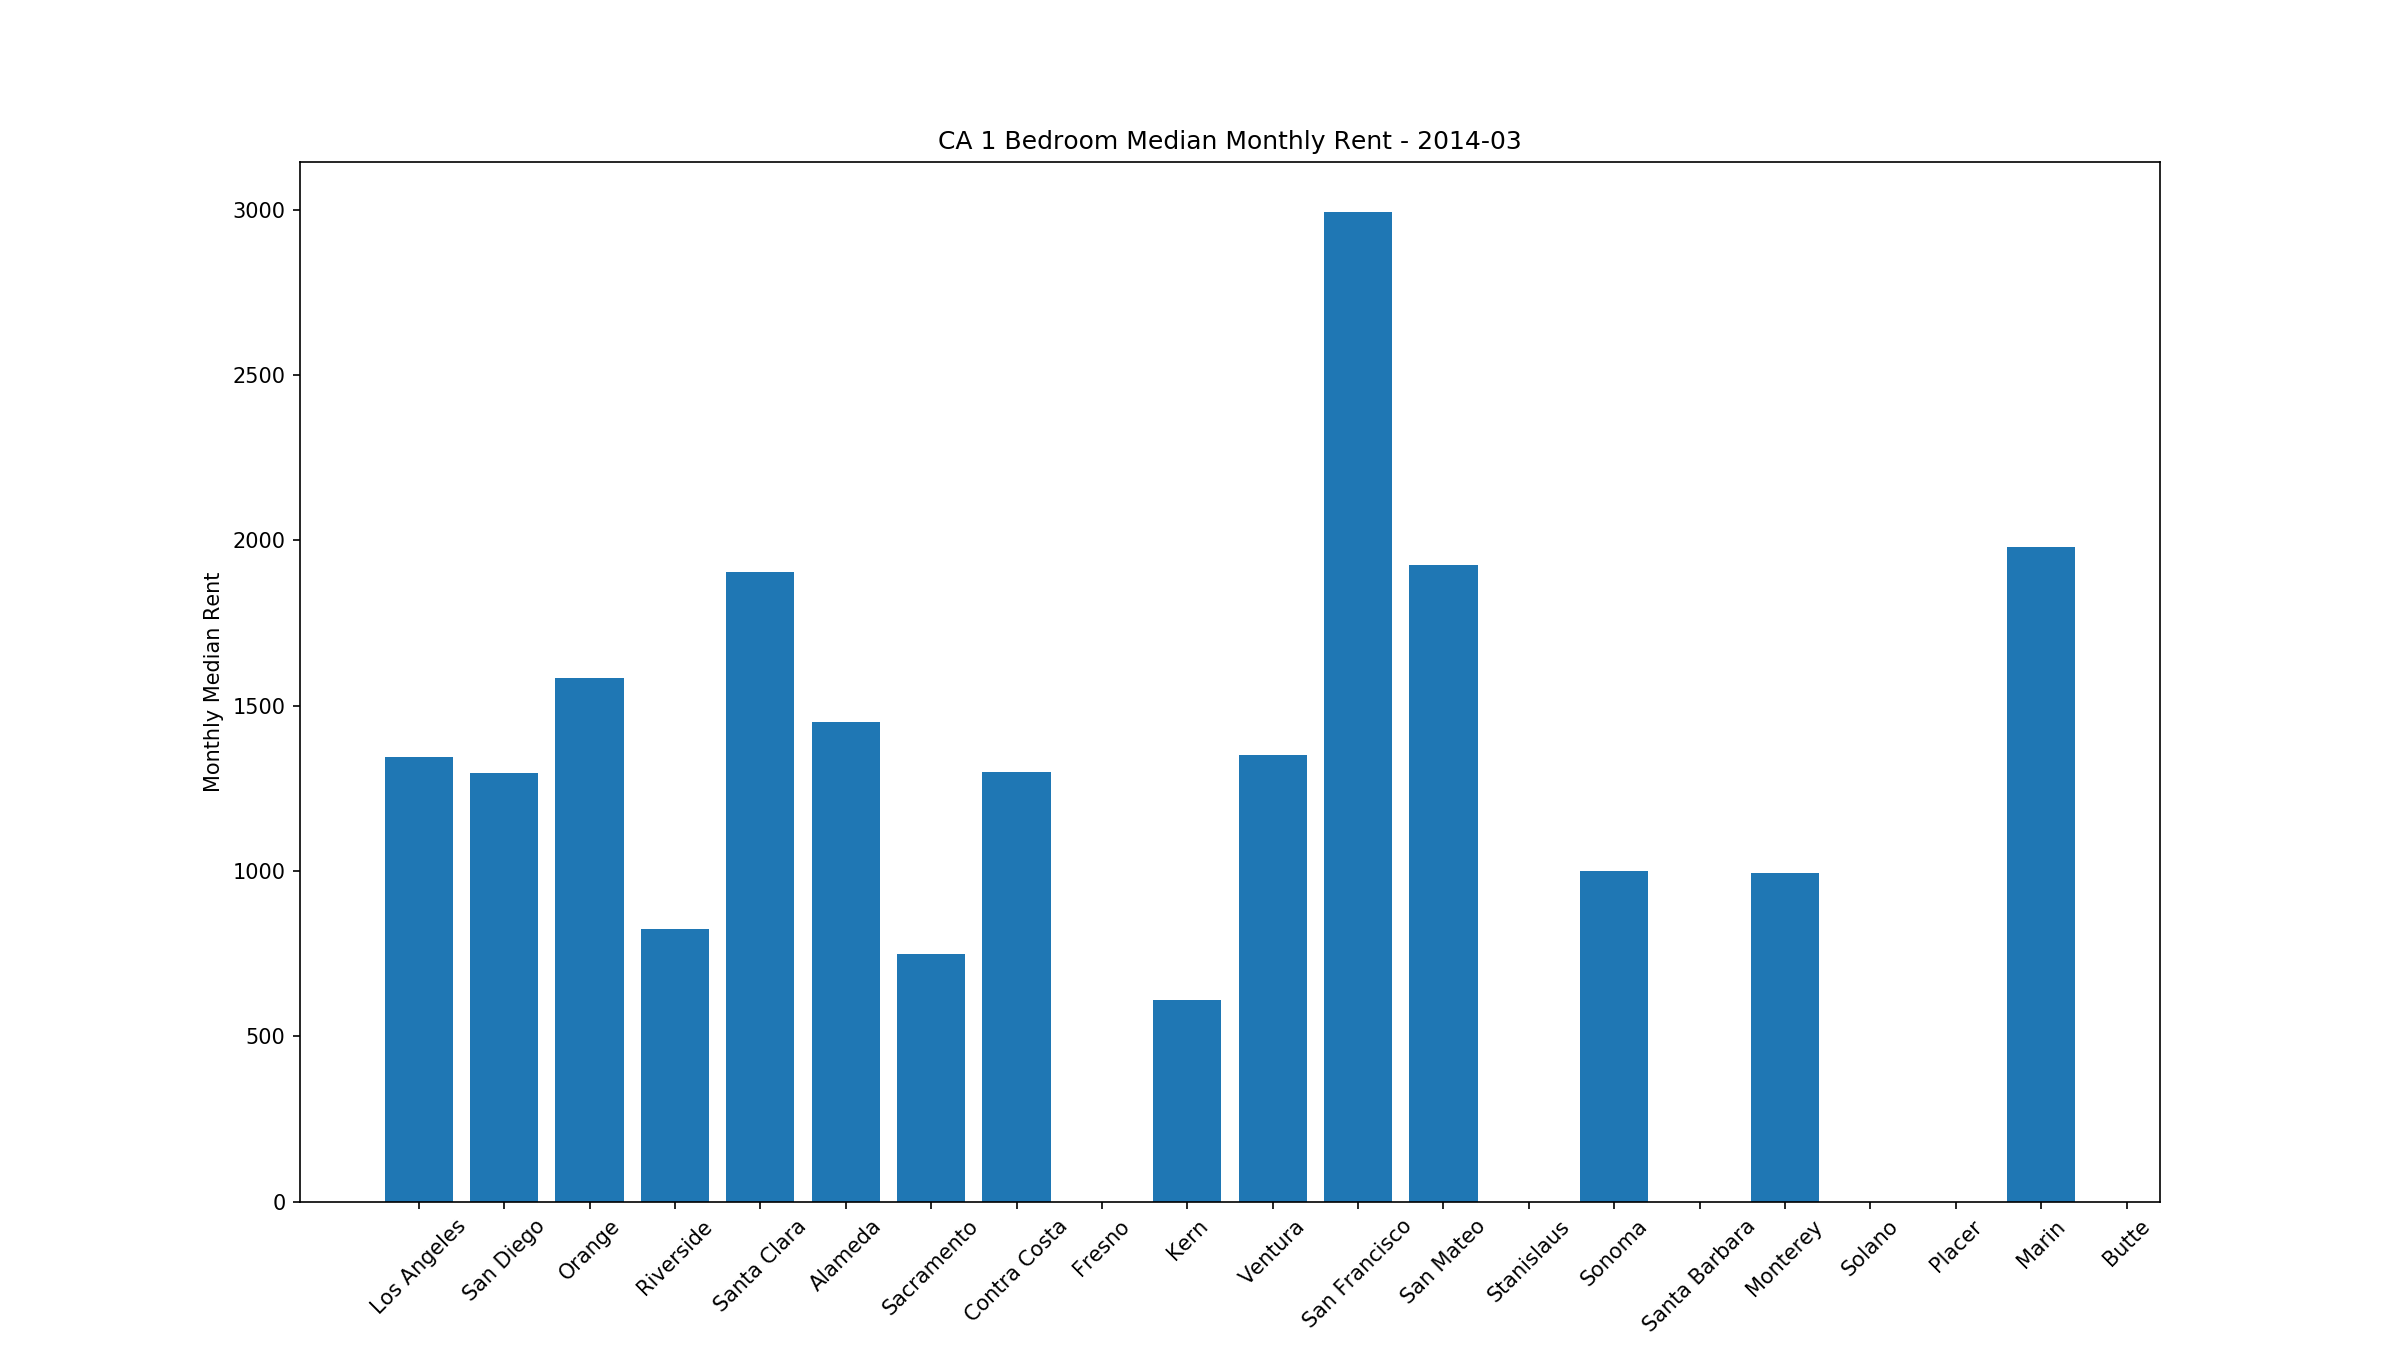 CA 1 Bedroom Median Monthly Rent - 2014-03
Monthly Median Rent
3000
2500
2000
1500
1000
500
0
Los Angeles
San Diego
Orange
Riverside
Santa Clara
Alameda
Sacramento
Contra Costa
Fresno
Kern
Ventura
San Francisco
San Mateo
Stanislaus
Sonoma
Santa Barbara
Monterey
Solano
Placer
Marin
Butte